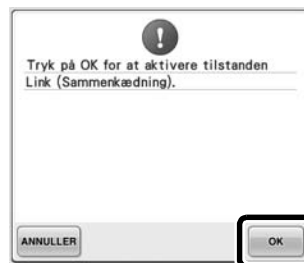 Tryk på OK for at aktivere tilstanden
Link (Sammenkædning).
ANNULLER
OK